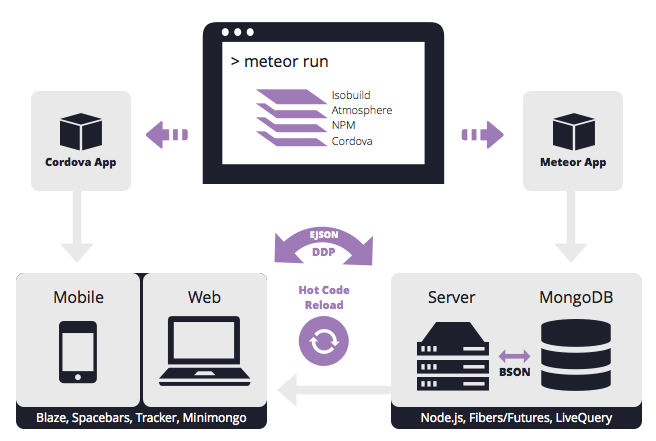 > meteor run
Isobuild
Atmosphere
NPM
Cordova
Cordova App
Meteor App
EJSON
DDP
Hot Code
Reload
Mobile
Web
Server
MongoDB
BSON
Blaze, Spacebars, Tracker, Minimongo
Node.js, Fibers/Futures, LiveQuery